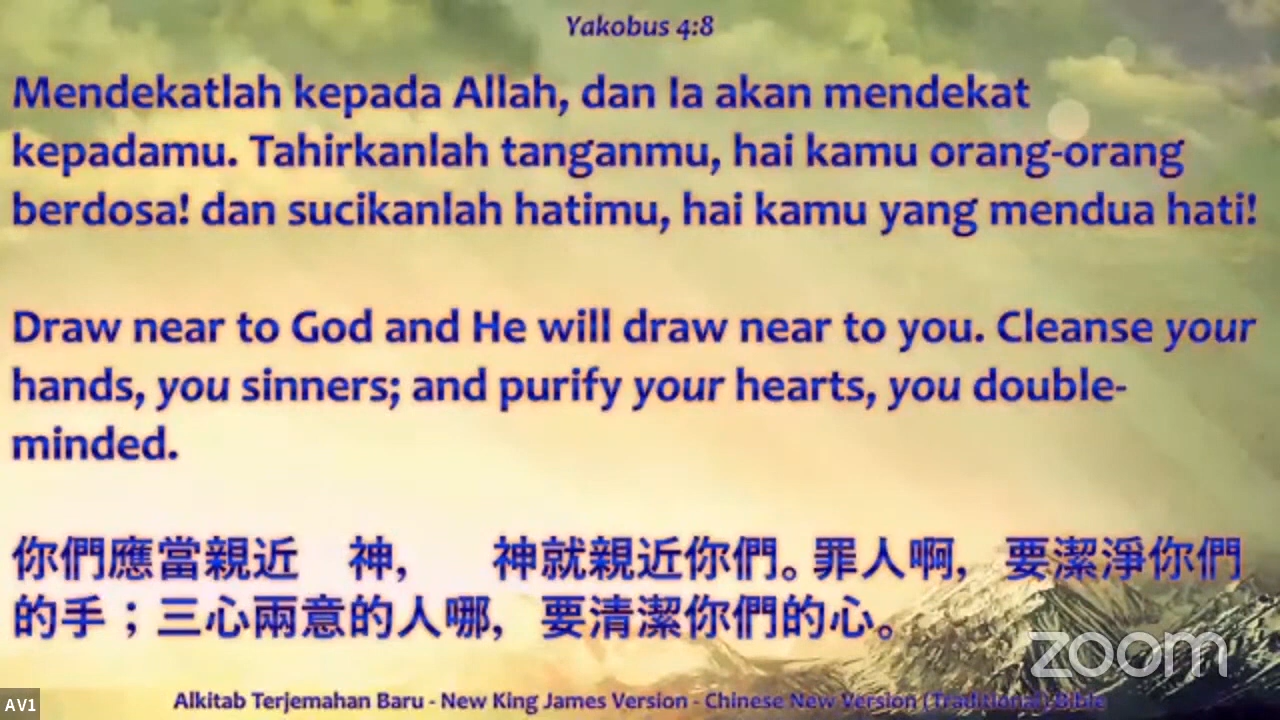 Yakobus 4:8
Mendekatlah kepada Allah, dan Ia akan mendekat
kepadamu. Tahirkanlah tanganmu, hai kamu orang-orang
berdosa! dan sucikanlah hatimu, hai kamu yang mendua hati!
Draw near to God and He will draw near to you. Cleanse your
hands, you sinners; and purify your hearts, you double-
minded.
你們應當親近　神，　神就親近你們。罪人啊，要潔淨你們
的手；三心兩意的人哪，要清潔你們的心。
zoom
AV1
Alkitab Terjemahan Baru - New King James Version - Chinese New Version (Traditional) Bible